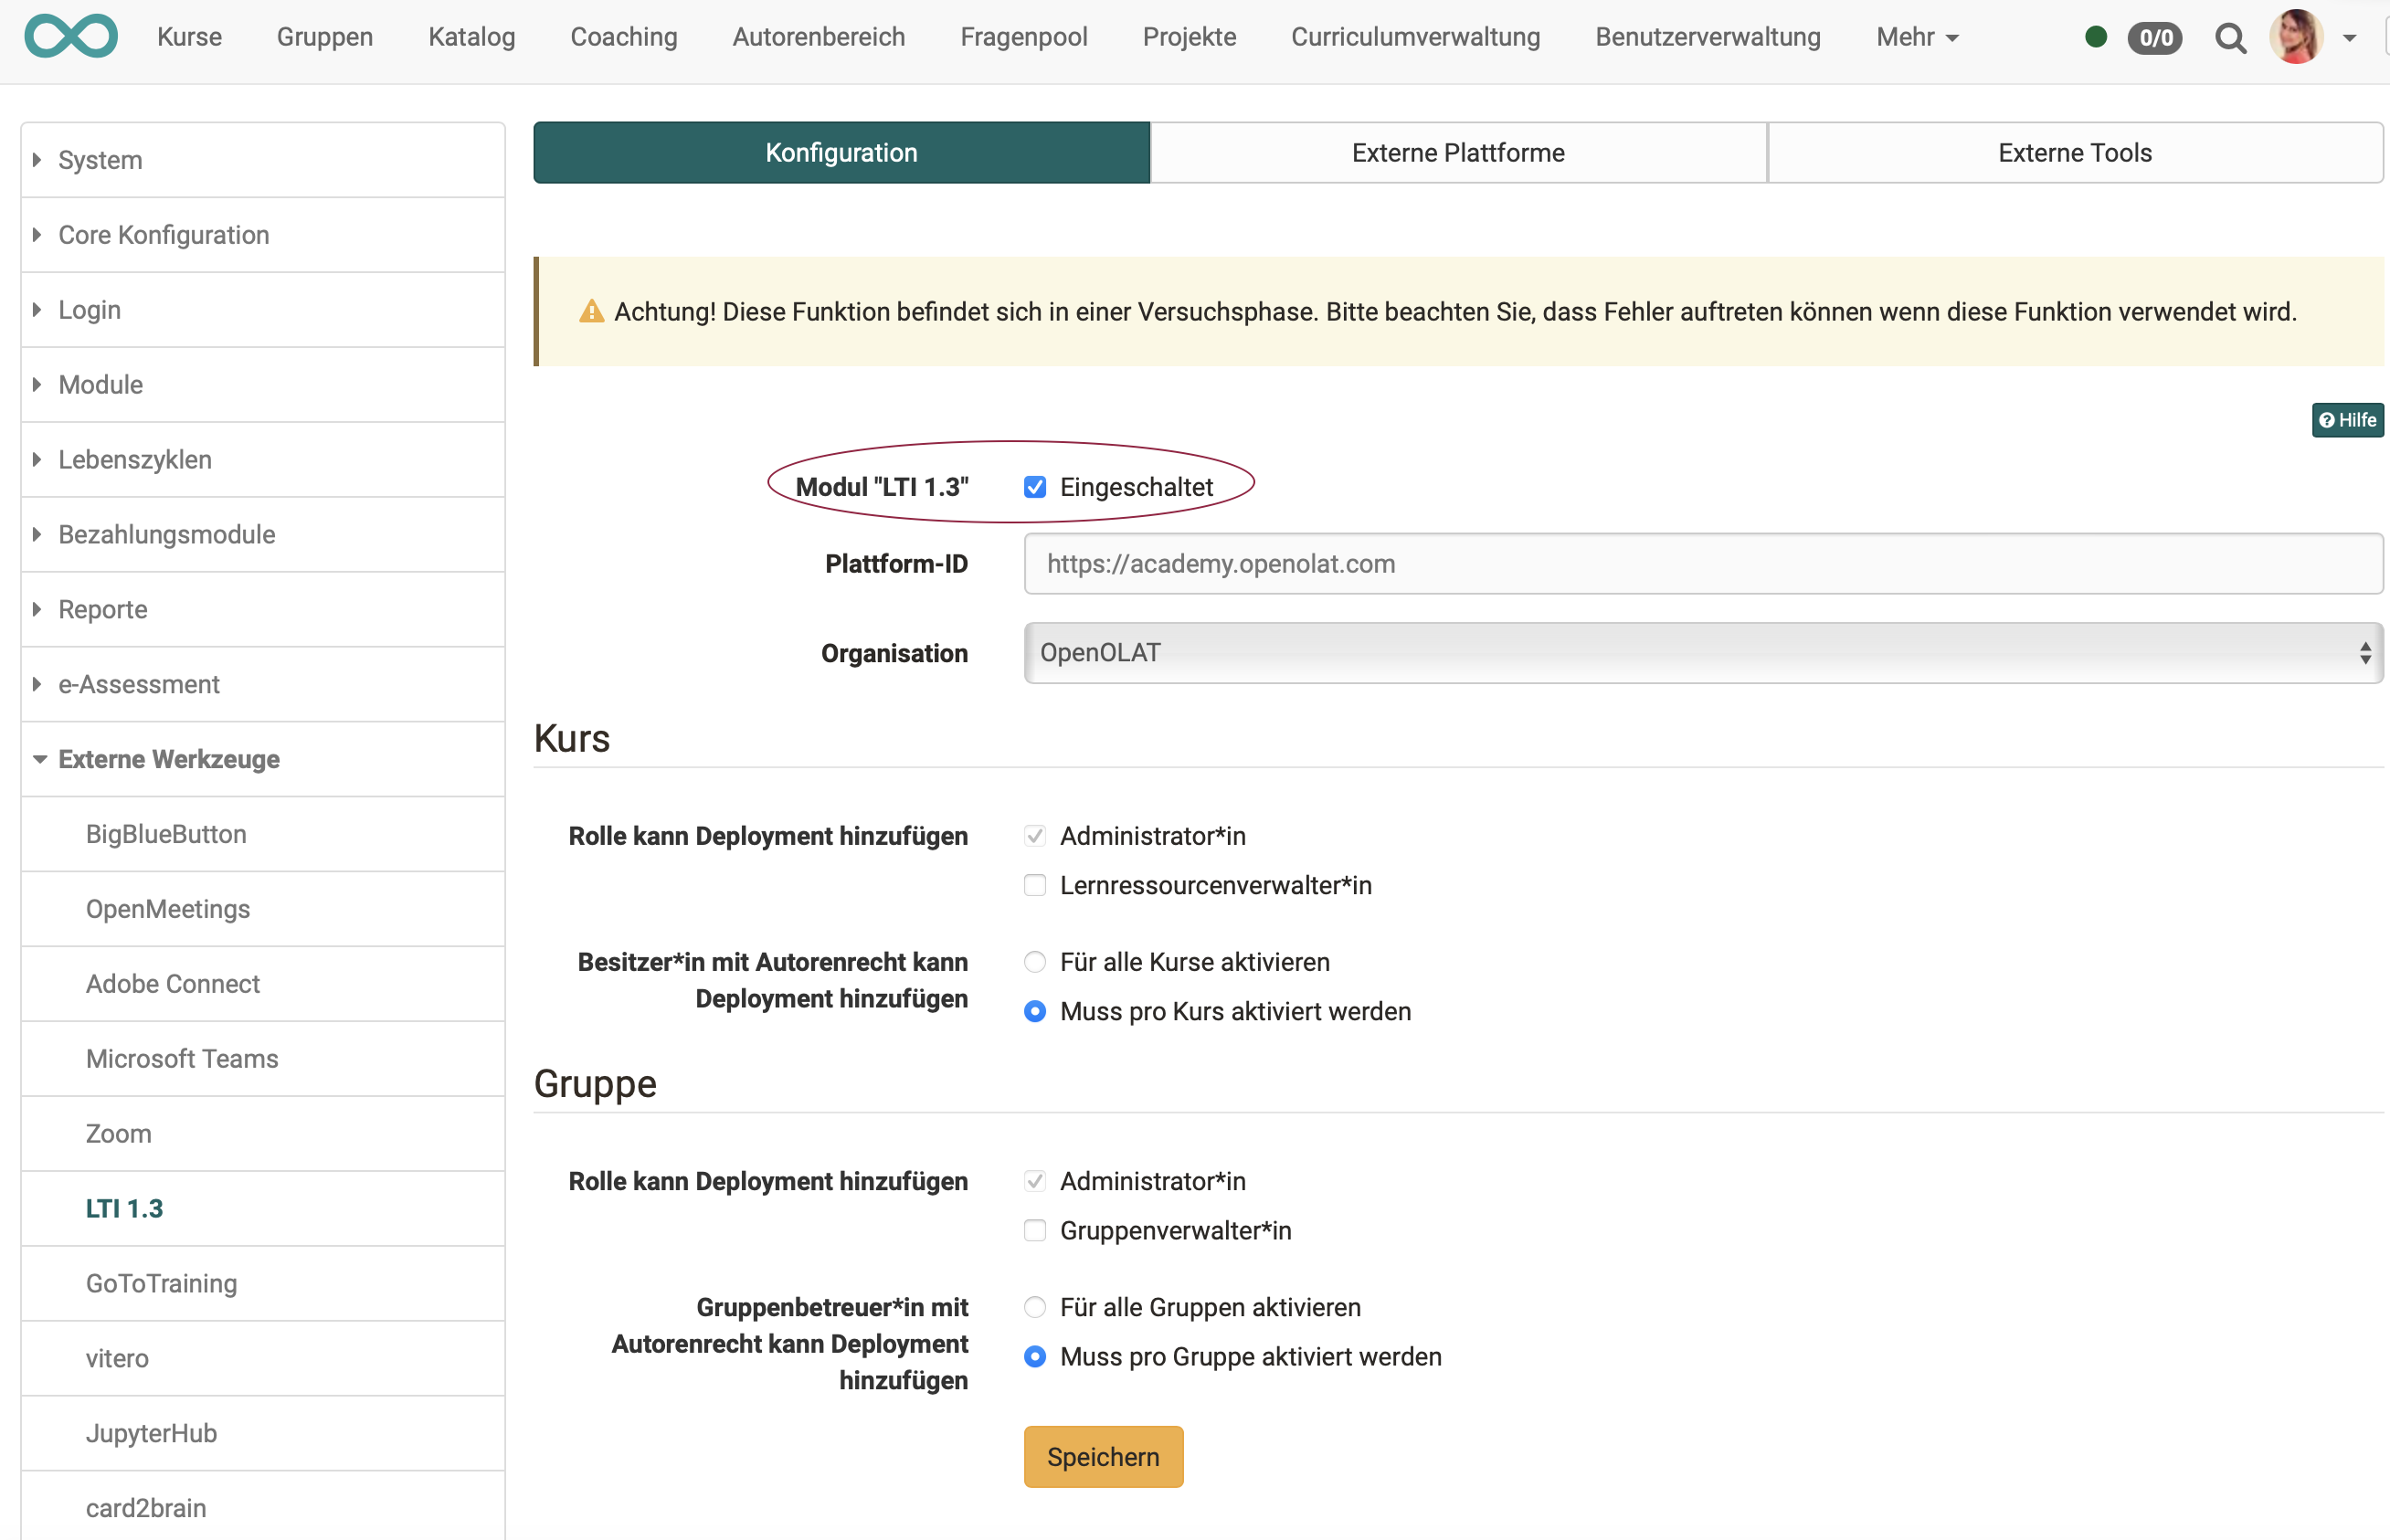 Kurse Gruppen Katalog Coaching Autorenbereich Fragenpool Projekte Curriculumverwaltung Benutzerverwaltung Mehr 0/0
System
Core Konfiguration
Login
Module
Lebenszyklen
Bezahlungsmodule
Reporte
e-Assessment
Externe Werkzeuge
BigBlueButton
OpenMeetings
Adobe Connect
Microsoft Teams
Zoom
LTI 1.3
GoToTraining
vitero
JupyterHub
card2brain
Konfiguration Externe Plattforme Externe Tools
Achtung! Diese Funktion befindet sich in einer Versuchsphase. Bitte beachten Sie, dass Fehler auftreten können wenn diese Funktion verwendet wird.
Hilfe
Modul "LTI 1.3" Eingeschaltet
Plattform-ID https://academy.openolat.com
Organisation OpenOLAT
Kurs
Rolle kann Deployment hinzufügen Administrator*in
Lernressourcenverwalter*in
Besitzer*in mit Autorenrecht kann Für alle Kurse aktivieren
Deployment hinzufügen Muss pro Kurs aktiviert werden
Gruppe
Rolle kann Deployment hinzufügen Administrator*in
Gruppenverwalter*in
Gruppenbetreuer*in mit Für alle Gruppen aktivieren
Autorenrecht kann Deployment Muss pro Gruppe aktiviert werden
hinzufügen
Speichern